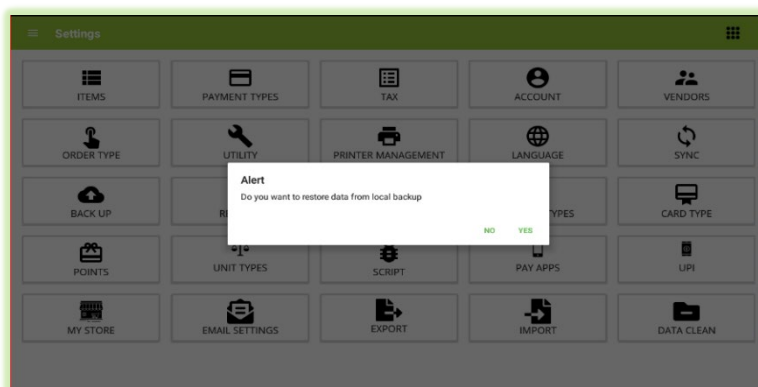 Settings
ITEMS PAYMENT TYPES TAX ACCOUNT VENDORS
ORDER TYPE UTILITY PRINTER MANAGEMENT LANGUAGE SYNC
Alert
Do you want to restore data from local backup
BACK UP TYPES CARD TYPE
NO YES
POINTS UNIT TYPES SCRIPT PAY APPS UPI
MY STORE EMAIL SETTINGS EXPORT IMPORT DATA CLEAN